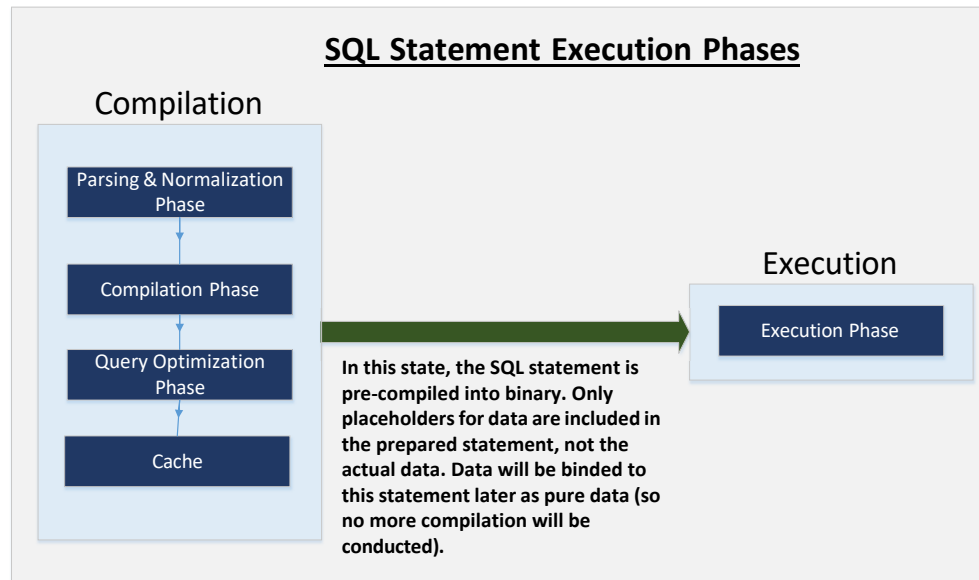 SQL Statement Execution Phases
Compilation
Parsing & Normalization
Phase
Compilation Phase
Query Optimization
Phase
Cache
In this state, the SQL statement is
pre-compiled into binary. Only
placeholders for data are included in
the prepared statement, not the
actual data. Data will be binded to
this statement later as pure data (so
no more compilation will be
conducted).
Execution
Execution Phase